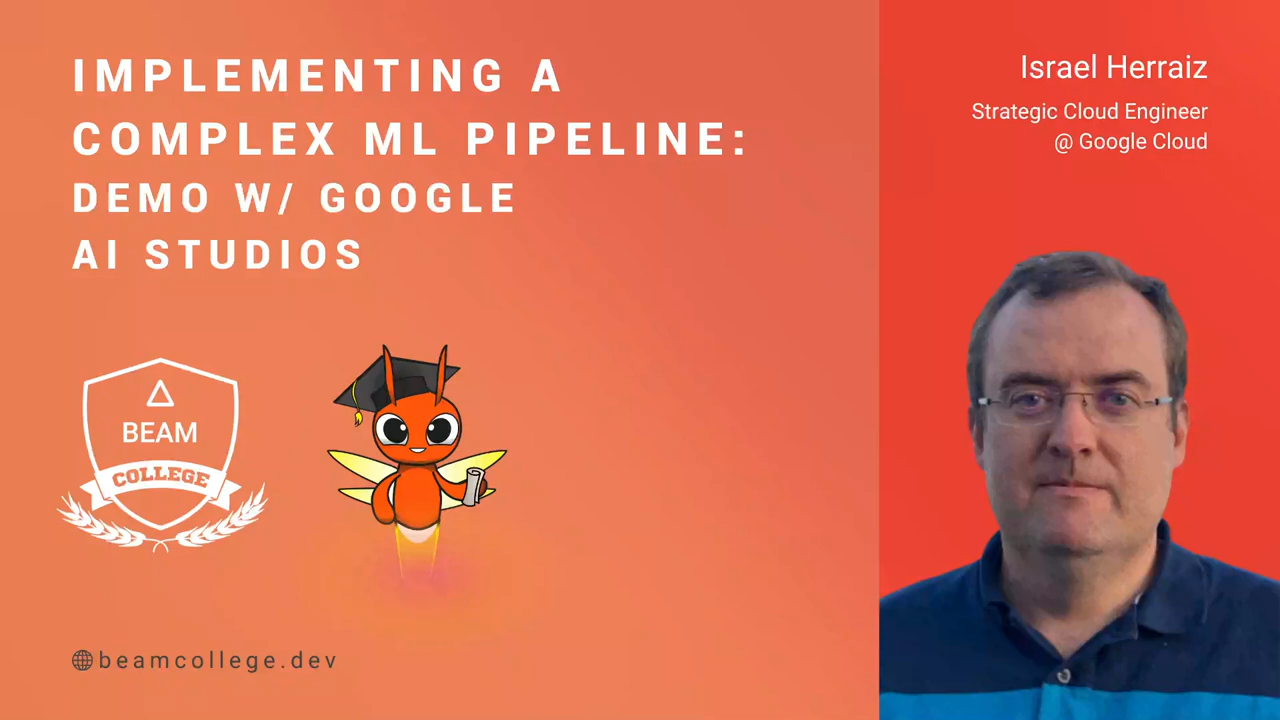 IMPLEMENTING A
COMPLEX ML PIPELINE:
DEMO W/ GOOGLE
AI STUDIOS
Israel Herraiz
Strategic Cloud Engineer
@ Google Cloud
BEAM
COLLEGE
beamcollege.dev